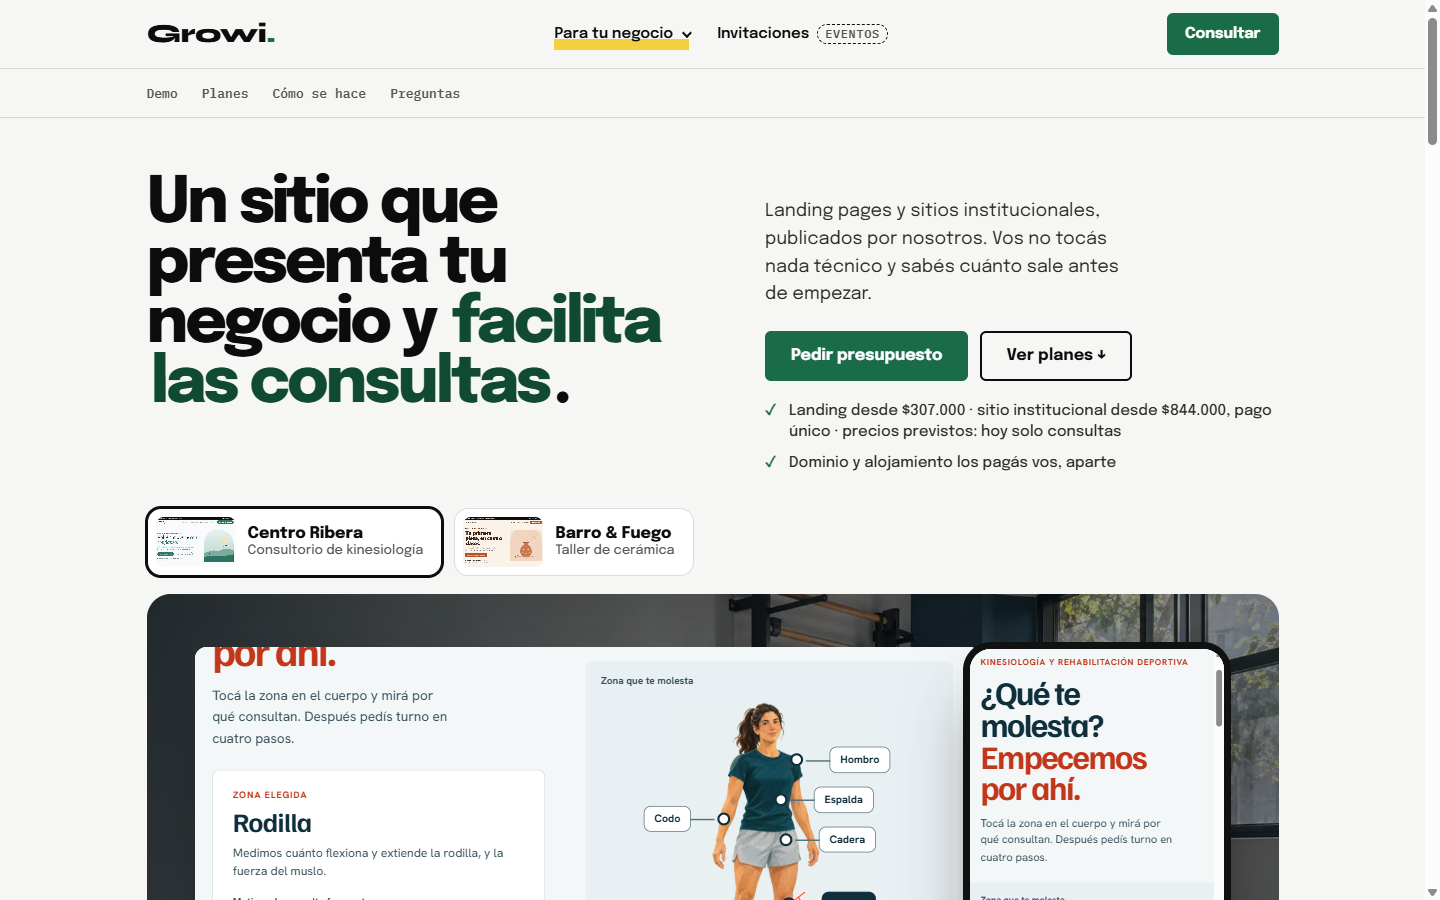 Growi.
Para tu negocio
Invitaciones EVENTOS
Consultar
Demo Planes Cómo se hace Preguntas
Un sitio que
presenta tu
negocio y facilita
las consultas.
Landing pages y sitios institucionales,
publicados por nosotros. Vos no tocás
nada técnico y sabés cuánto sale antes
de empezar.
Pedir presupuesto
Ver planes ↓
✓ Landing desde $307.000 · sitio institucional desde $844.000, pago
único · precios previstos: hoy solo consultas
✓ Dominio y alojamiento los pagás vos, aparte
Centro Ribera
Consultorio de kinesiología
Barro & Fuego
Taller de cerámica
por ahí.
Tocá la zona en el cuerpo y mirá por
qué consultan. Después pedís turno en
cuatro pasos.
ZONA ELEGIDA
Rodilla
Medimos cuánto flexiona y extiende la rodilla, y la
fuerza del muslo.
Zona que te molesta
Hombro
Espalda
Codo
Cadera
KINESIOLOGÍA Y REHABILITACIÓN DEPORTIVA
¿Qué te
molesta?
Empecemos
por ahí.
Tocá la zona en el cuerpo y mirá por
qué consultan. Después pedís turno en
cuatro pasos.